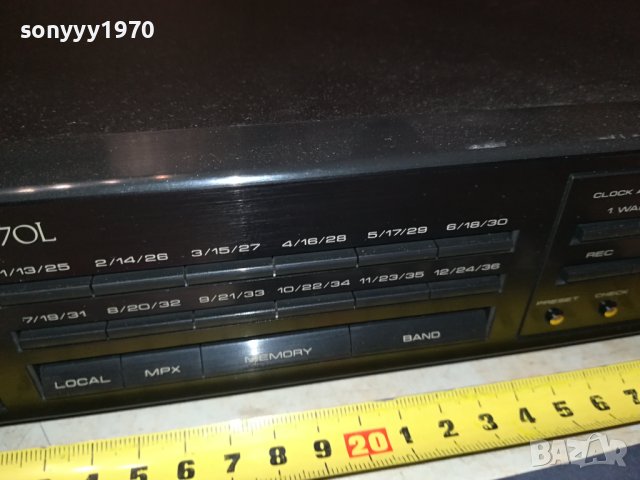 sonyyy1970
70L
1/13/25 2/14/26 3/15/27 4/16/28 5/17/29 6/18/30
7/19/31 8/20/32 9/21/33 10/22/34 11/23/35 12/24/36
LOCAL MPX MEMORY BAND
CLOCK
REC
PRESET CHECK
3 4 5 6 7 8 9 20 1 2 3 4 5 6 7
BAZAR